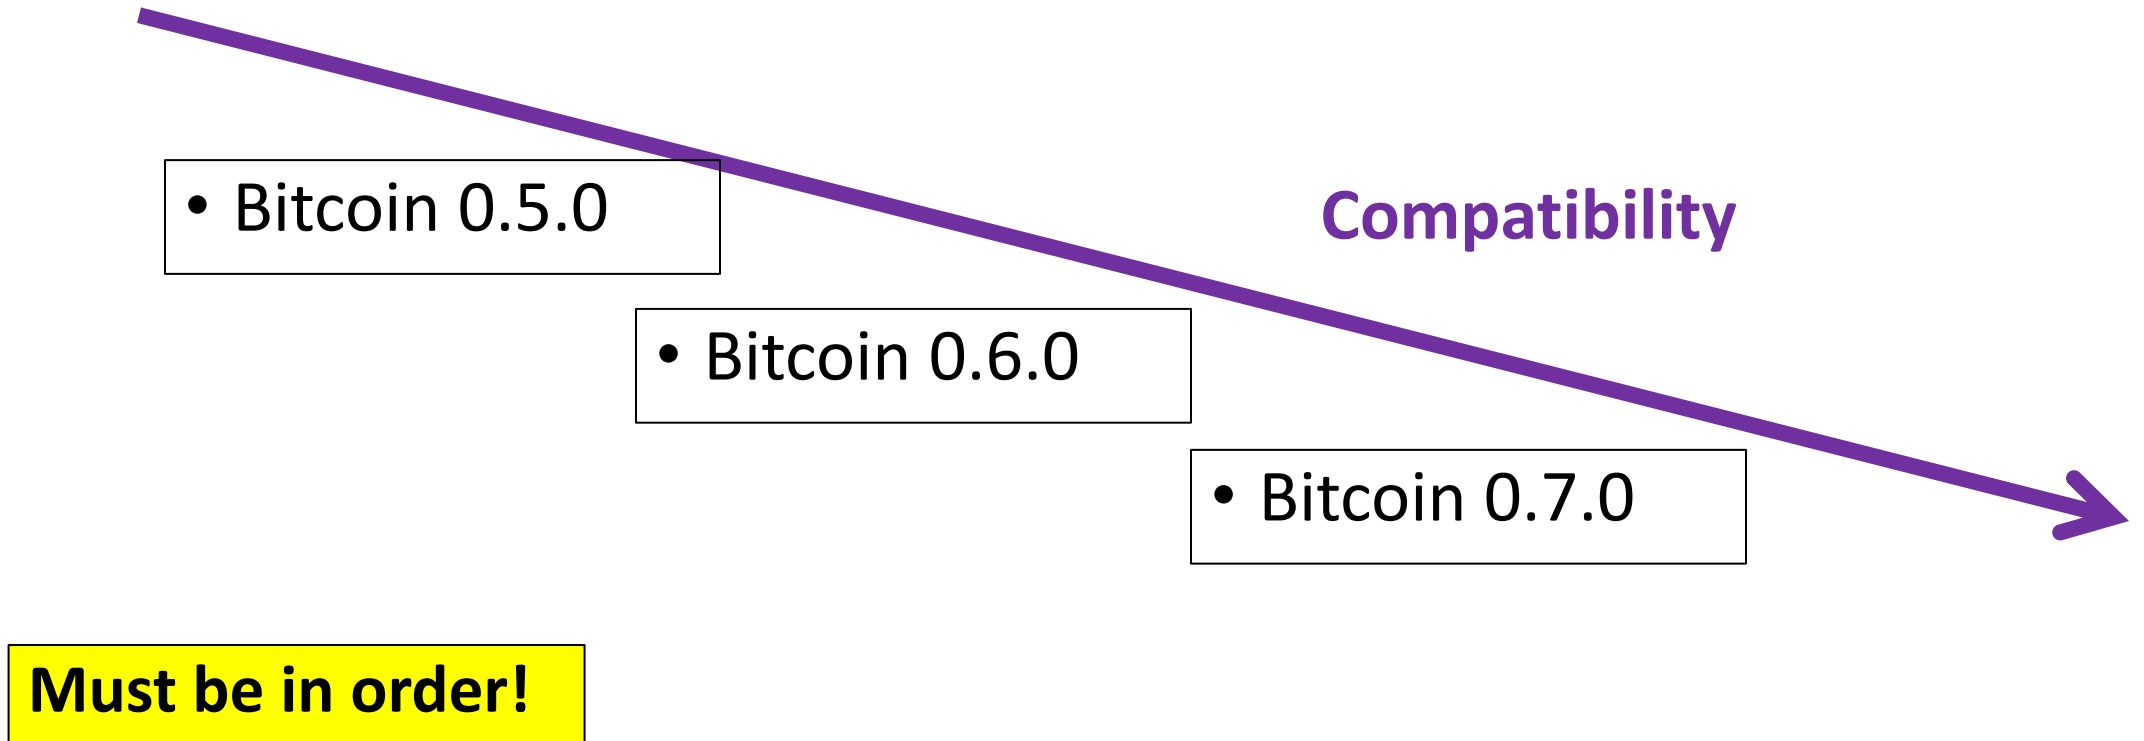 • Bitcoin 0.5.0
Compatibility
• Bitcoin 0.6.0
• Bitcoin 0.7.0
Must be in order!